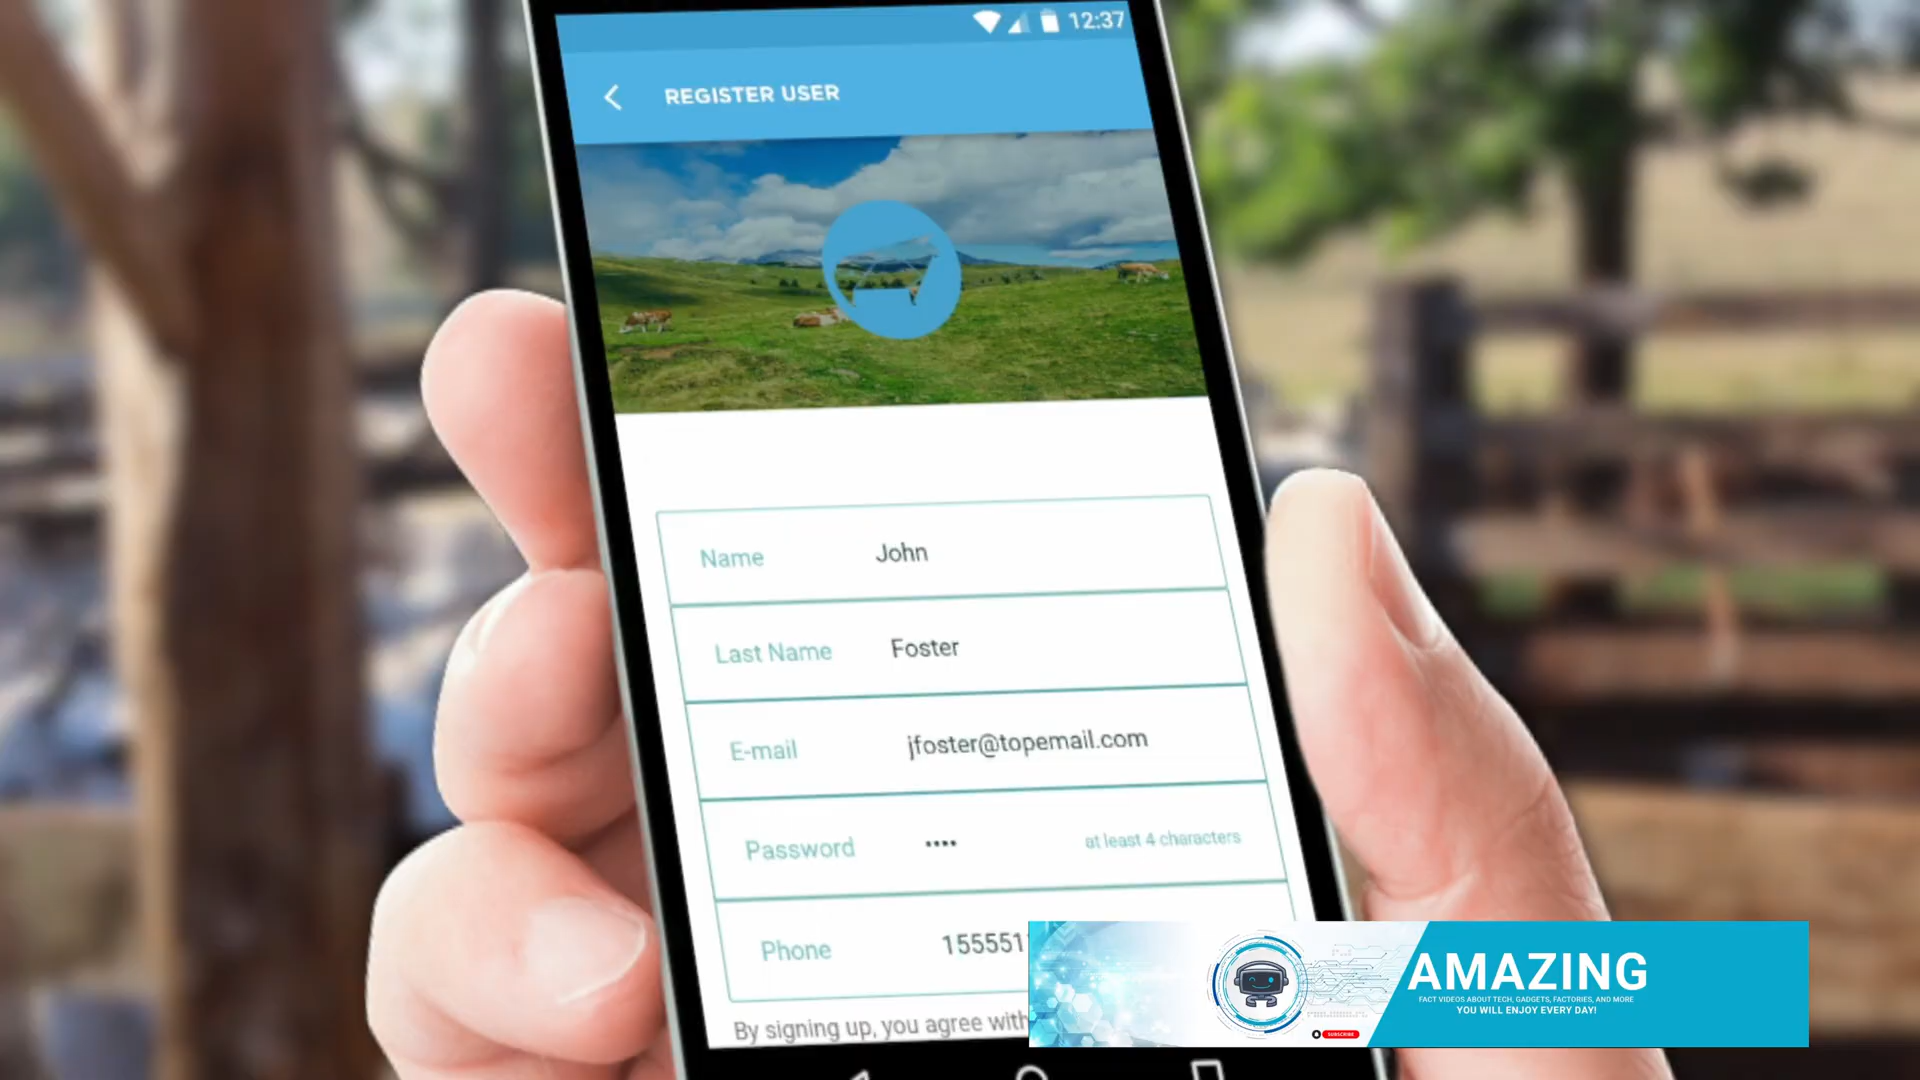 12:37
REGISTER USER
Name John
Last Name Foster
E-mail jfoster@topemail.com
Password •••• at least 4 characters
Phone 155551
By signing up, you agree with
AMAZING
FACT VIDEOS ABOUT TECH, GADGETS, FACTORIES, AND MORE
YOU WILL ENJOY EVERY DAY!
SUBSCRIBE